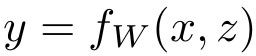 y = f_W(x, z)